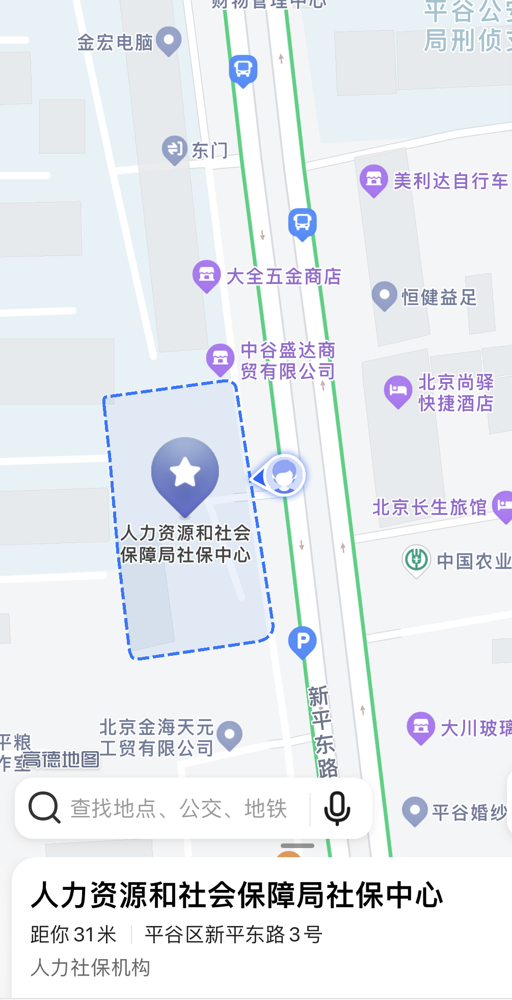 财物管理中心
平谷公安
局刑侦支
金宏电脑
东门
美利达自行车
大全五金商店
恒健益足
中谷盛达商
贸有限公司
北京尚驿
快捷酒店
人力资源和社会
保障局社保中心
北京长生旅馆
中国农业
P
新平东路
北京金海天元
工贸有限公司
大川玻璃
平粮
作室
高德地图
查找地点、公交、地铁
平谷婚纱
人力资源和社会保障局社保中心
距你31米 平谷区新平东路3号
人力社保机构